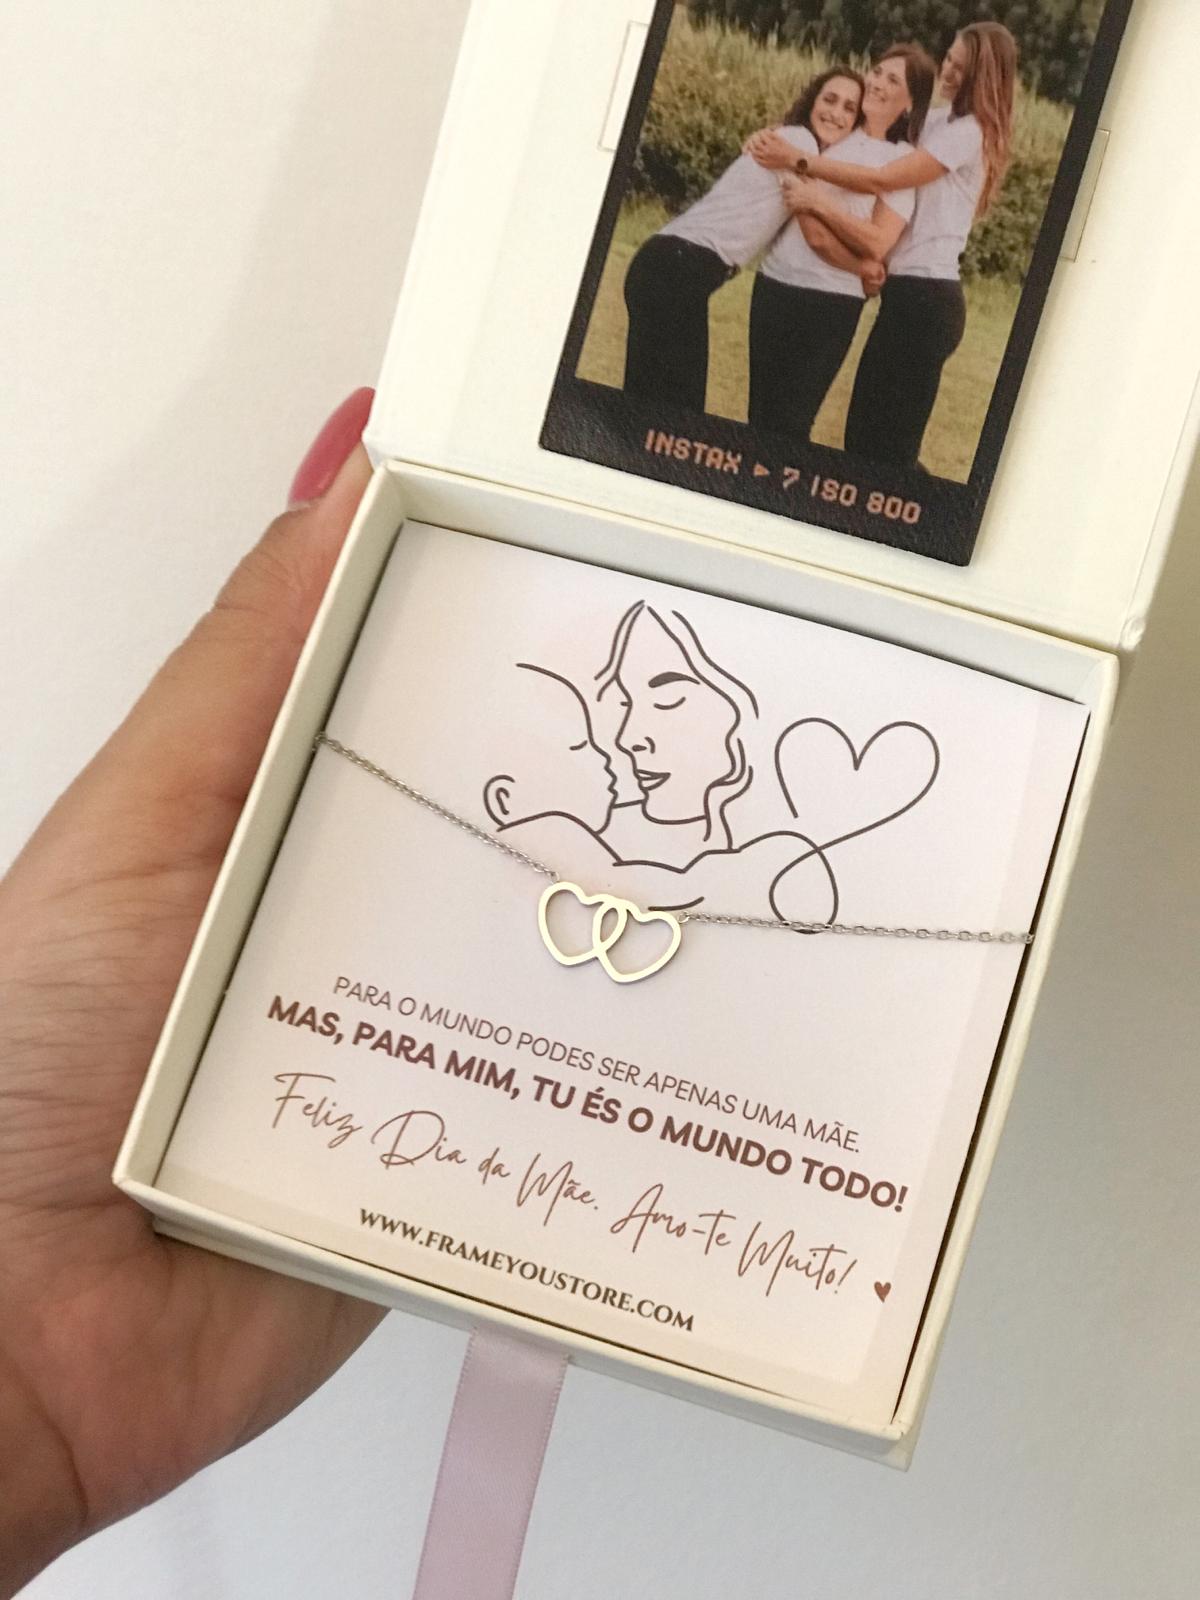 INSTAX ▸ 7 ISO 800
PARA O MUNDO PODES SER APENAS UMA MÃE.
MAS, PARA MIM, TU ÉS O MUNDO TODO!
Feliz Dia da Mãe. Amo-te Muito! ♥
WWW.FRAMEYOUSTORE.COM